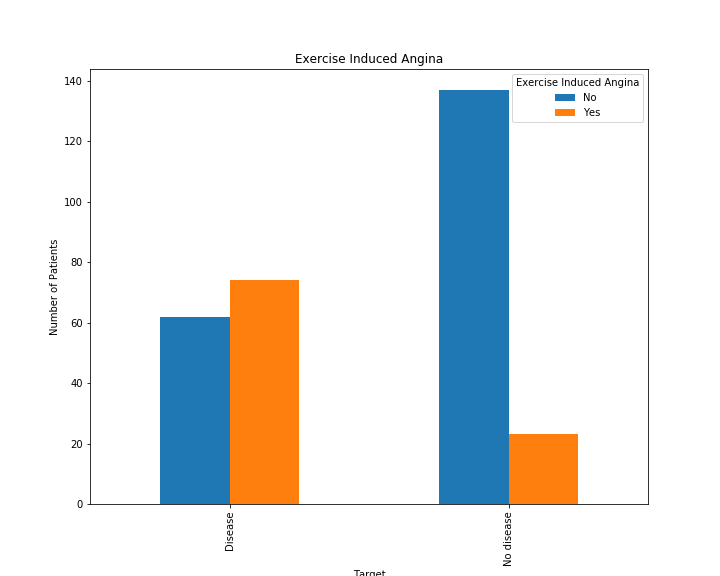 Exercise Induced Angina
Exercise Induced Angina
No
Yes
140
120
100
80
60
40
20
0
Number of Patients
Disease
No disease
Target